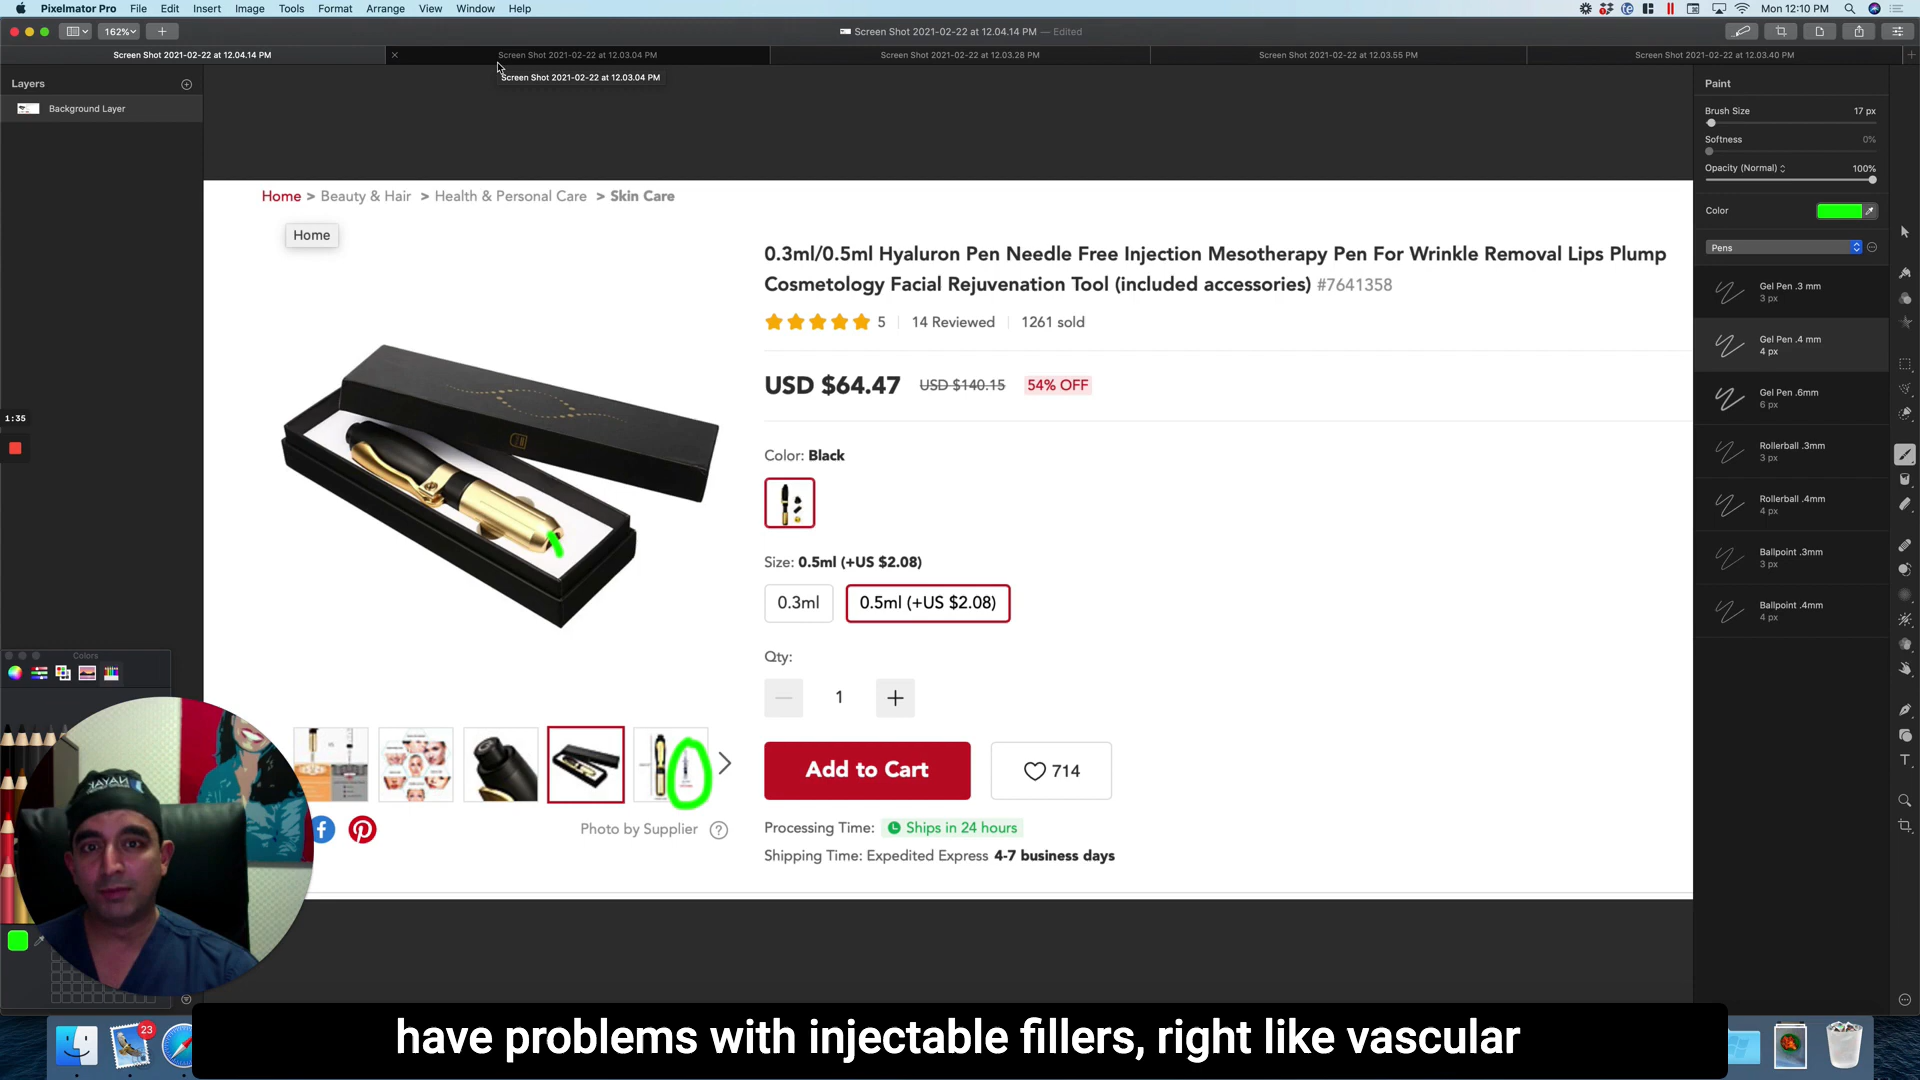 Pixelmator Pro File Edit Insert Image Tools Format Arrange View Window Help
Mon 12:10 PM
162%
Screen Shot 2021-02-22 at 12.04.14 PM — Edited
Screen Shot 2021-02-22 at 12.04.14 PM
Screen Shot 2021-02-22 at 12.03.04 PM
Screen Shot 2021-02-22 at 12.03.28 PM
Screen Shot 2021-02-22 at 12.03.55 PM
Screen Shot 2021-02-22 at 12.03.40 PM
Screen Shot 2021-02-22 at 12.03.04 PM
Layers
Background Layer
Home > Beauty & Hair > Health & Personal Care > Skin Care
Home
0.3ml/0.5ml Hyaluron Pen Needle Free Injection Mesotherapy Pen For Wrinkle Removal Lips Plump
Cosmetology Facial Rejuvenation Tool (included accessories) #7641358
5 14 Reviewed 1261 sold
USD $64.47 USD $140.15 54% OFF
Color: Black
Size: 0.5ml (+US $2.08)
0.3ml 0.5ml (+US $2.08)
Qty:
1
Add to Cart 714
Processing Time: Ships in 24 hours
Shipping Time: Expedited Express 4-7 business days
Photo by Supplier ?
1:35
Colors
Paint
Brush Size 17 px
Softness 0%
Opacity (Normal) 100%
Color
Pens
Gel Pen .3 mm
3 px
Gel Pen .4 mm
4 px
Gel Pen .6mm
6 px
Rollerball .3mm
3 px
Rollerball .4mm
4 px
Ballpoint .3mm
3 px
Ballpoint .4mm
4 px
NAYAK
23
have problems with injectable fillers, right like vascular